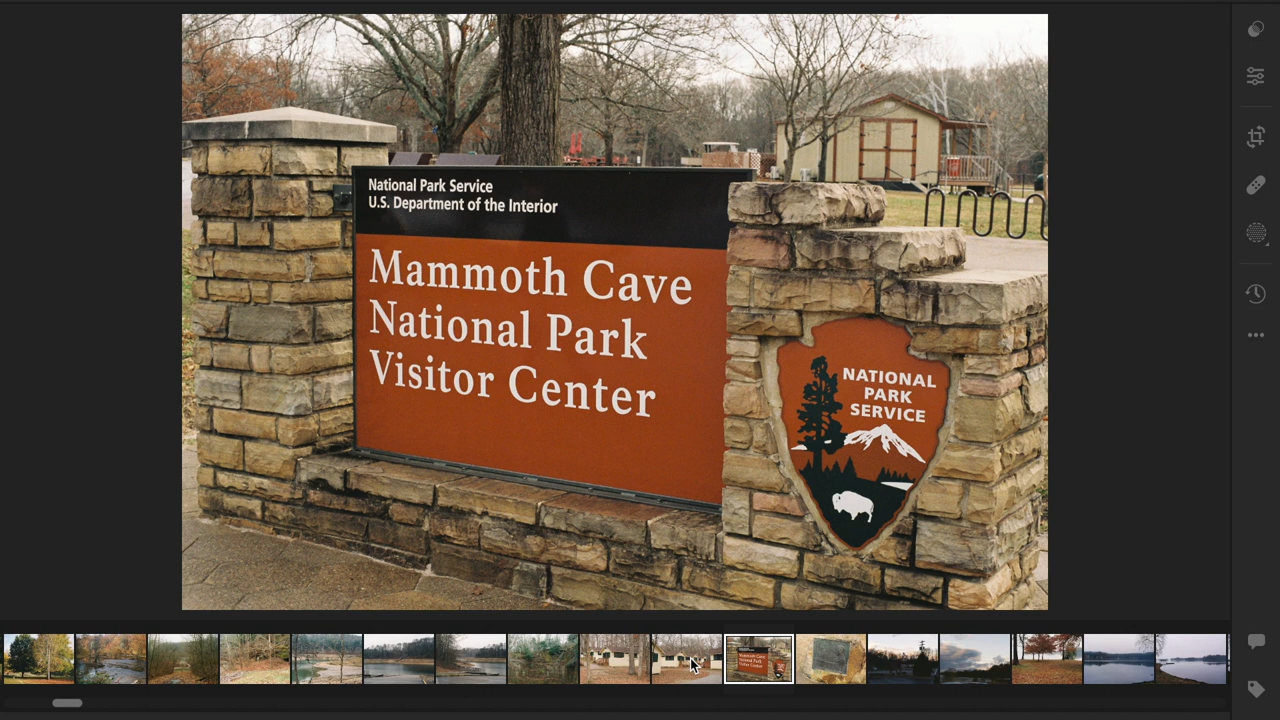 National Park Service
U.S. Department of the Interior
Mammoth Cave
National Park
Visitor Center
NATIONAL
PARK
SERVICE